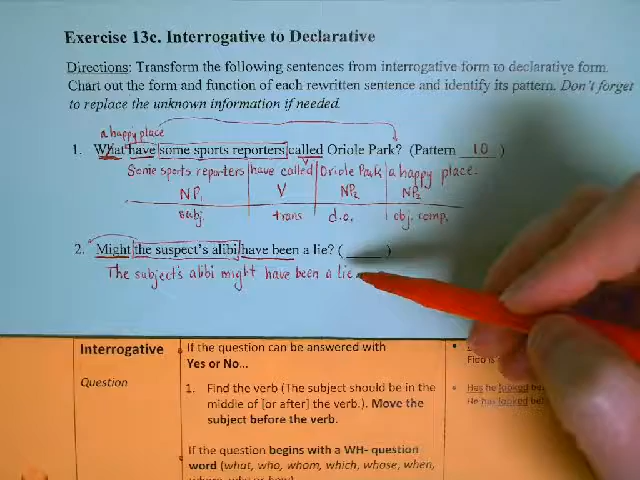 Exercise 13c. Interrogative to Declarative
Directions: Transform the following sentences from interrogative form to declarative form.
Chart out the form and function of each rewritten sentence and identify its pattern. Don't forget
to replace the unknown information if needed.
a happy place
1. What have some sports reporters called Oriole Park? (Pattern 10 )
Some sports reporters have called Oriole Park a happy place.
NP1 V NP2 NP2
subj. trans d.o. obj. comp.
2. Might the suspect's alibi have been a lie? ( )
The subject's alibi might have been a lie
Interrogative
Question
If the question can be answered with
Yes or No...
1. Find the verb (The subject should be in the
middle of [or after] the verb.). Move the
subject before the verb.
If the question begins with a WH- question
word (what, who, whom, which, whose, when,
Has he looked
He has looked